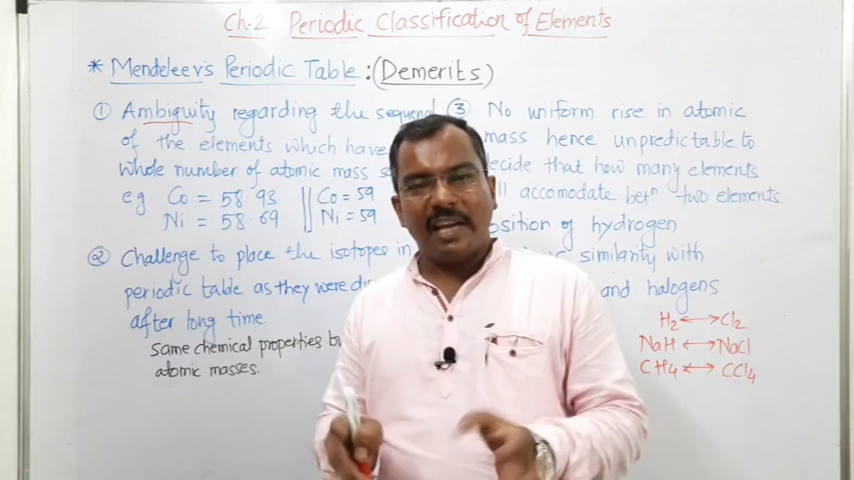 Ch.2 Periodic Classification of Elements
* Mendeleev's Periodic Table : (Demerits)
① Ambiguity regarding the sequenc
of the elements which have
whole number of atomic mass
eg Co = 58.93 || Co = 59
Ni = 58.69 || Ni = 59
② Challenge to place the isotopes in
periodic table as they were
after long time.
same chemical properties
atomic masses.
③ No uniform rise in atomic
mass hence unpredictable to
decide that how many elements
accomodate betn two elements.
position of hydrogen
similarity with
and halogens
H2 ↔ Cl2
NaH ↔ NaCl
CH4 ↔ CCl4